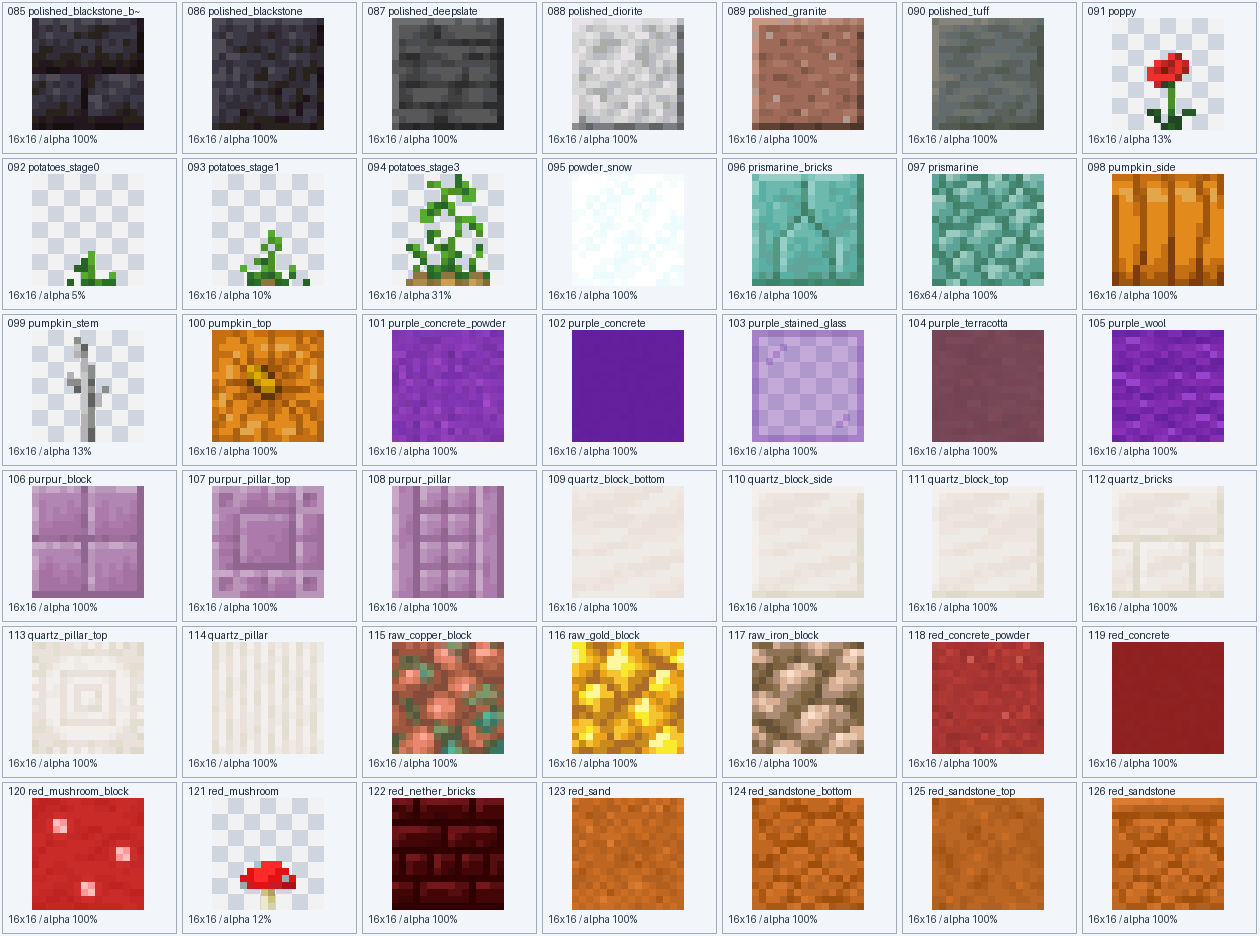 085 polished_blackstone_b~
086 polished_blackstone
087 polished_deepslate
088 polished_diorite
089 polished_granite
090 polished_tuff
091 poppy
16x16 / alpha 100%
16x16 / alpha 100%
16x16 / alpha 100%
16x16 / alpha 100%
16x16 / alpha 100%
16x16 / alpha 100%
16x16 / alpha 13%
092 potatoes_stage0
093 potatoes_stage1
094 potatoes_stage3
095 powder_snow
096 prismarine_bricks
097 prismarine
098 pumpkin_side
16x16 / alpha 5%
16x16 / alpha 10%
16x16 / alpha 31%
16x16 / alpha 100%
16x16 / alpha 100%
16x64 / alpha 100%
16x16 / alpha 100%
099 pumpkin_stem
100 pumpkin_top
101 purple_concrete_powder
102 purple_concrete
103 purple_stained_glass
104 purple_terracotta
105 purple_wool
16x16 / alpha 13%
16x16 / alpha 100%
16x16 / alpha 100%
16x16 / alpha 100%
16x16 / alpha 100%
16x16 / alpha 100%
16x16 / alpha 100%
106 purpur_block
107 purpur_pillar_top
108 purpur_pillar
109 quartz_block_bottom
110 quartz_block_side
111 quartz_block_top
112 quartz_bricks
16x16 / alpha 100%
16x16 / alpha 100%
16x16 / alpha 100%
16x16 / alpha 100%
16x16 / alpha 100%
16x16 / alpha 100%
16x16 / alpha 100%
113 quartz_pillar_top
114 quartz_pillar
115 raw_copper_block
116 raw_gold_block
117 raw_iron_block
118 red_concrete_powder
119 red_concrete
16x16 / alpha 100%
16x16 / alpha 100%
16x16 / alpha 100%
16x16 / alpha 100%
16x16 / alpha 100%
16x16 / alpha 100%
16x16 / alpha 100%
120 red_mushroom_block
121 red_mushroom
122 red_nether_bricks
123 red_sand
124 red_sandstone_bottom
125 red_sandstone_top
126 red_sandstone
16x16 / alpha 100%
16x16 / alpha 12%
16x16 / alpha 100%
16x16 / alpha 100%
16x16 / alpha 100%
16x16 / alpha 100%
16x16 / alpha 100%